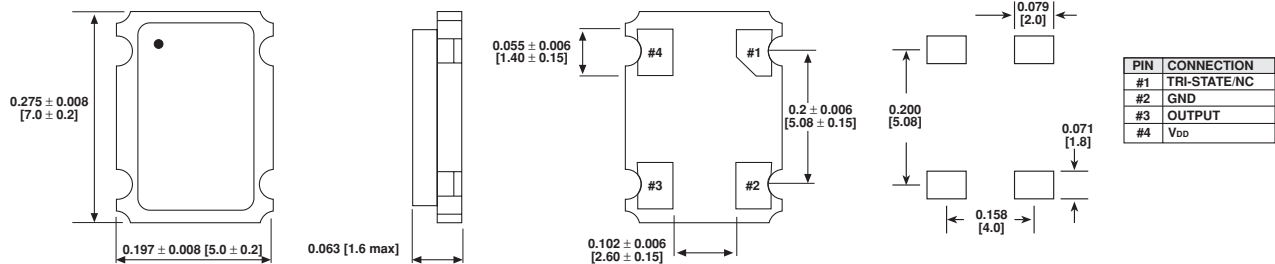 0.275 ± 0.008
[7.0 ± 0.2]
0.197 ± 0.008 [5.0 ± 0.2]
0.063 [1.6 max]
0.055 ± 0.006
[1.40 ± 0.15]
#4
#1
#3
#2
0.2 ± 0.006
[5.08 ± 0.15]
0.102 ± 0.006
[2.60 ± 0.15]
0.079
[2.0]
0.200
[5.08]
0.071
[1.8]
0.158
[4.0]
PIN CONNECTION
#1 TRI-STATE/NC
#2 GND
#3 OUTPUT
#4 VDD